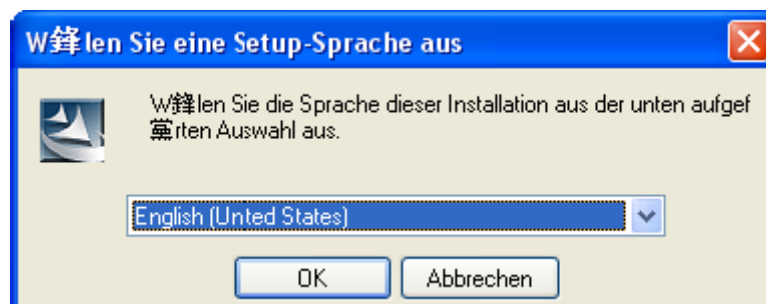 W鋒len Sie eine Setup-Sprache aus
W鋒len Sie die Sprache dieser Installation aus der unten aufgef
黨rten Auswahl aus.
English (Unted States)
OK
Abbrechen